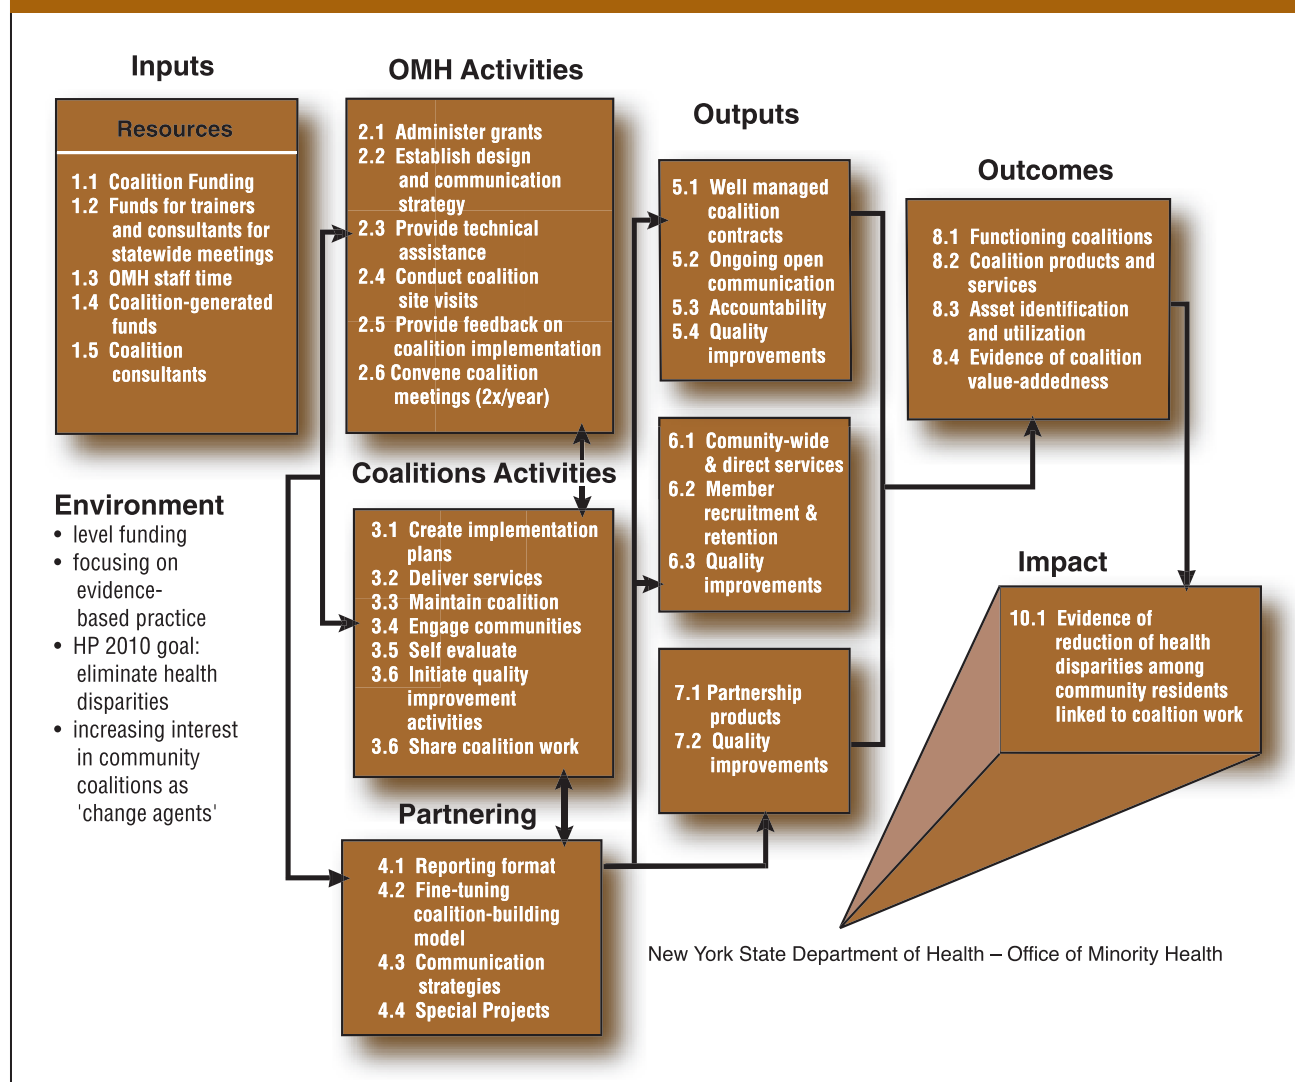 Inputs
Resources
1.1 Coalition Funding
1.2 Funds for trainers
and consultants for
statewide meetings
1.3 OMH staff time
1.4 Coalition-generated
funds
1.5 Coalition
consultants
Environment
• level funding
• focusing on
evidence-
based practice
• HP 2010 goal:
eliminate health
disparities
• increasing interest
in community
coalitions as
'change agents'
OMH Activities
2.1 Administer grants
2.2 Establish design
and communication
strategy
2.3 Provide technical
assistance
2.4 Conduct coalition
site visits
2.5 Provide feedback on
coalition implementation
2.6 Convene coalition
meetings (2x/year)
Coalitions Activities
3.1 Create implementation
plans
3.2 Deliver services
3.3 Maintain coalition
3.4 Engage communities
3.5 Self evaluate
3.6 Initiate quality
improvement
activities
3.6 Share coalition work
Partnering
4.1 Reporting format
4.2 Fine-tuning
coalition-building
model
4.3 Communication
strategies
4.4 Special Projects
Outputs
5.1 Well managed
coalition
contracts
5.2 Ongoing open
communication
5.3 Accountability
5.4 Quality
improvements
6.1 Comunity-wide
& direct services
6.2 Member
recruitment &
retention
6.3 Quality
improvements
7.1 Partnership
products
7.2 Quality
improvements
Outcomes
8.1 Functioning coalitions
8.2 Coalition products and
services
8.3 Asset identification
and utilization
8.4 Evidence of coalition
value-addedness
Impact
10.1 Evidence of
reduction of health
disparities among
community residents
linked to coaltion work
New York State Department of Health – Office of Minority Health